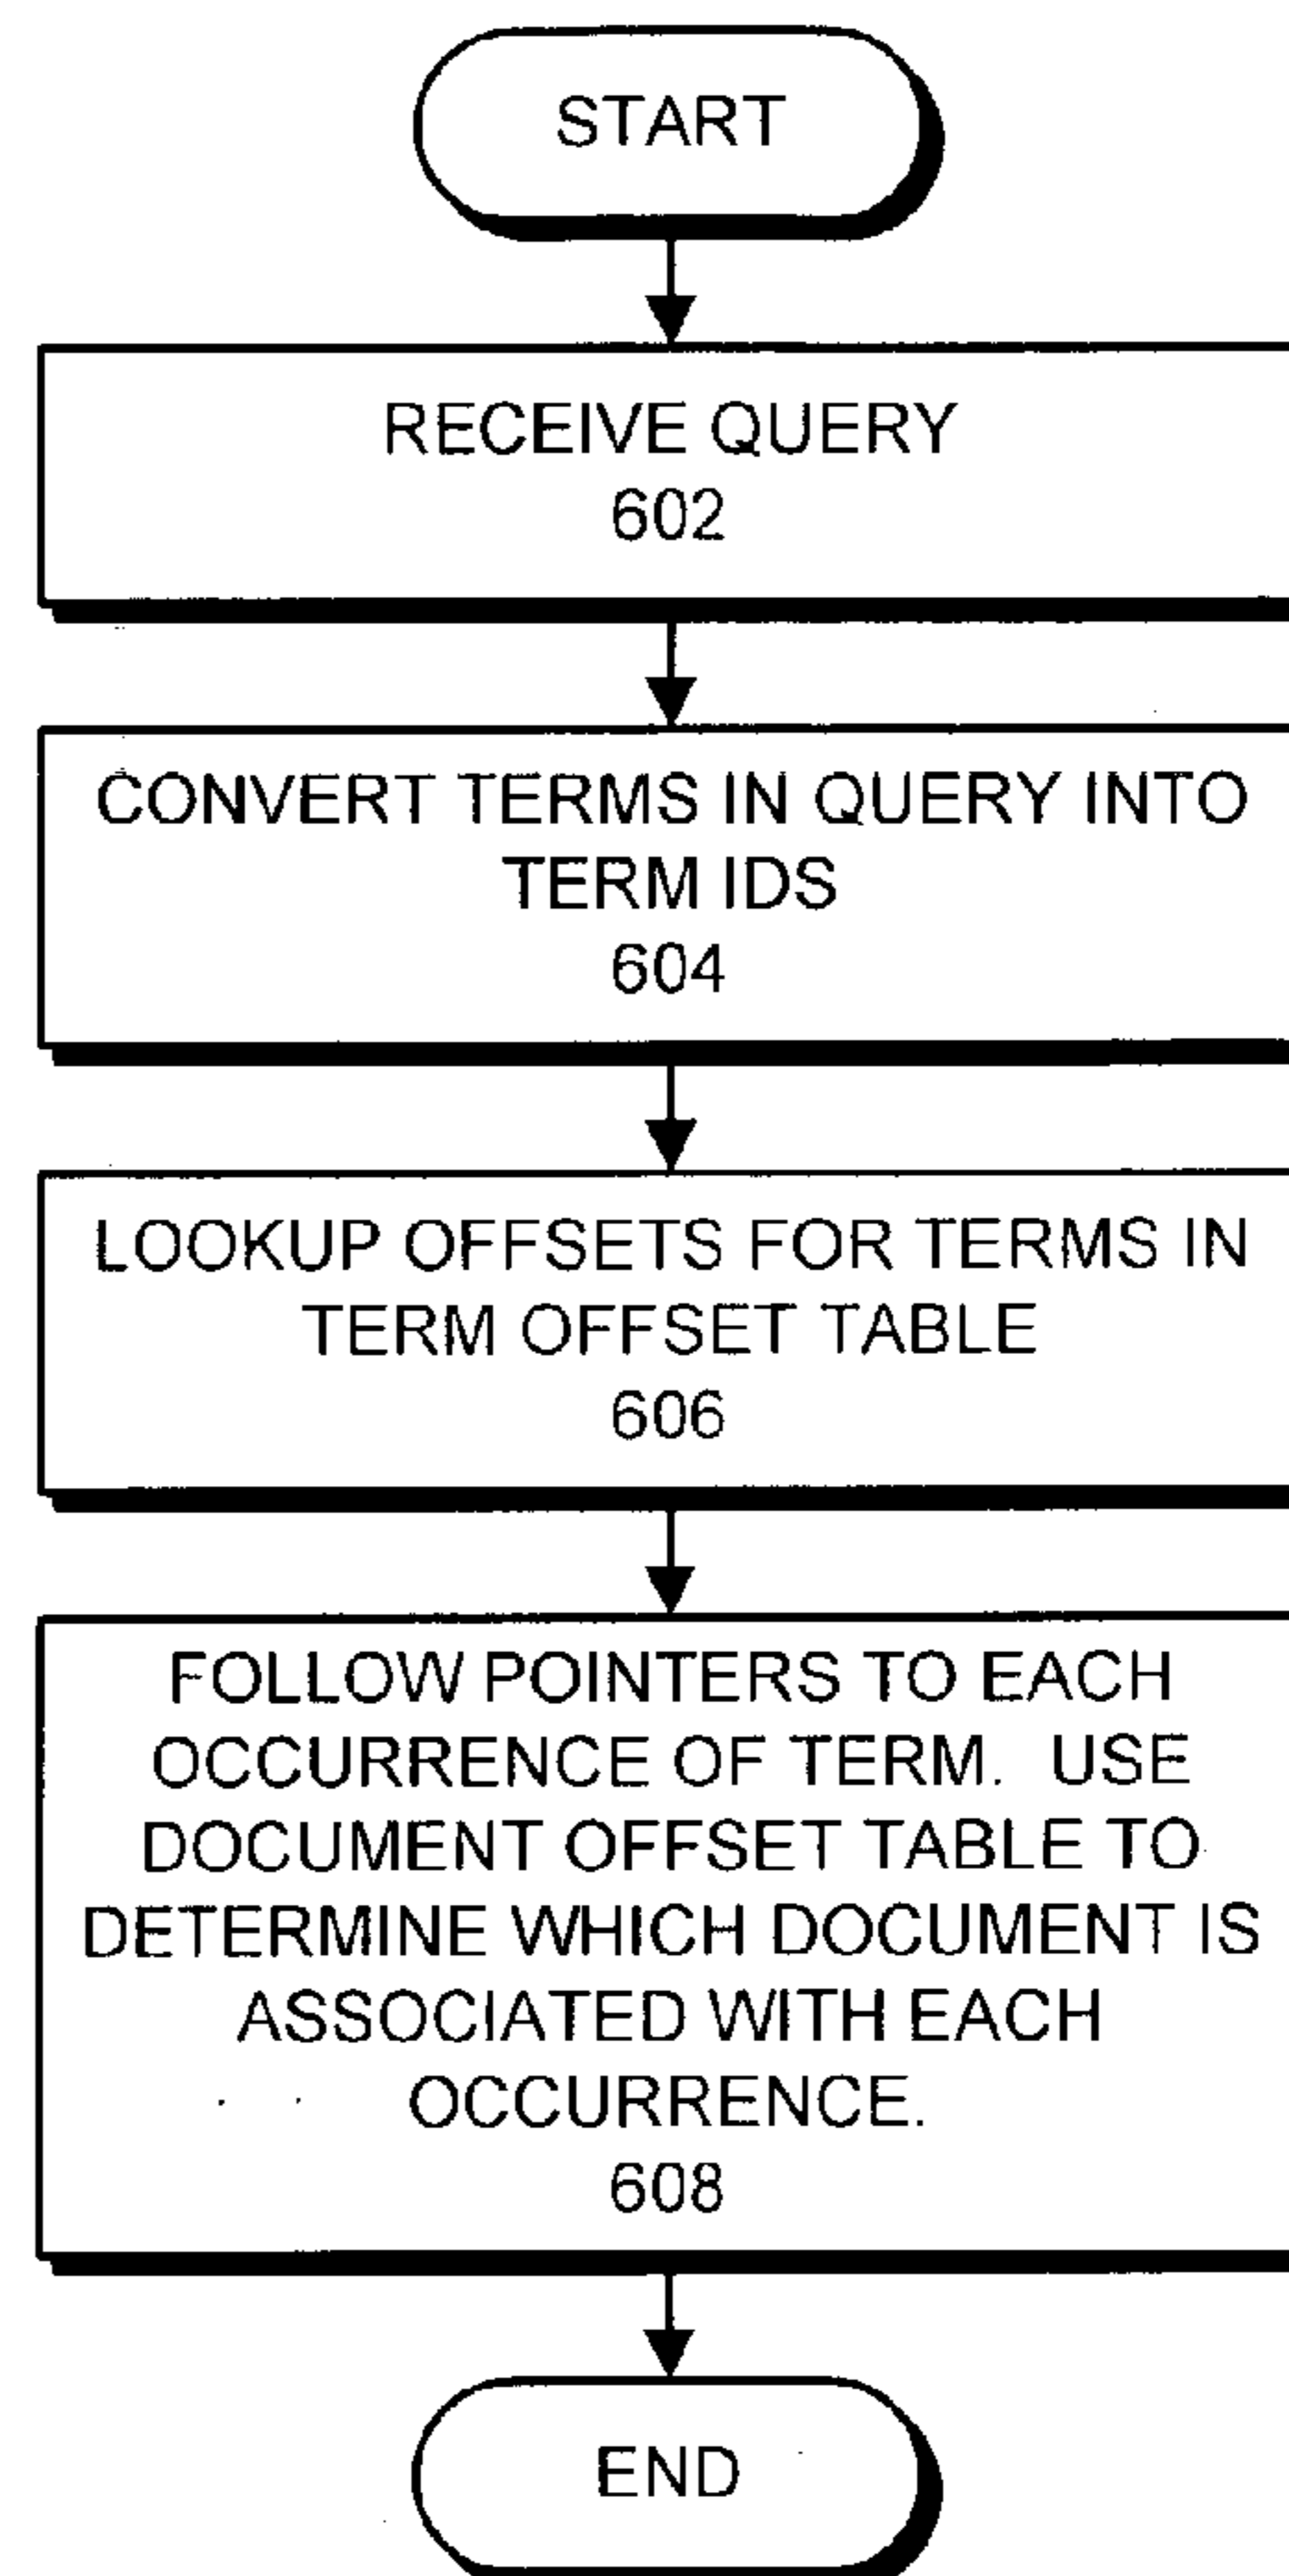 START
RECEIVE QUERY
602
CONVERT TERMS IN QUERY INTO
TERM IDS
604
LOOKUP OFFSETS FOR TERMS IN
TERM OFFSET TABLE
606
FOLLOW POINTERS TO EACH
OCCURRENCE OF TERM. USE
DOCUMENT OFFSET TABLE TO
DETERMINE WHICH DOCUMENT IS
ASSOCIATED WITH EACH
OCCURRENCE.
608
END